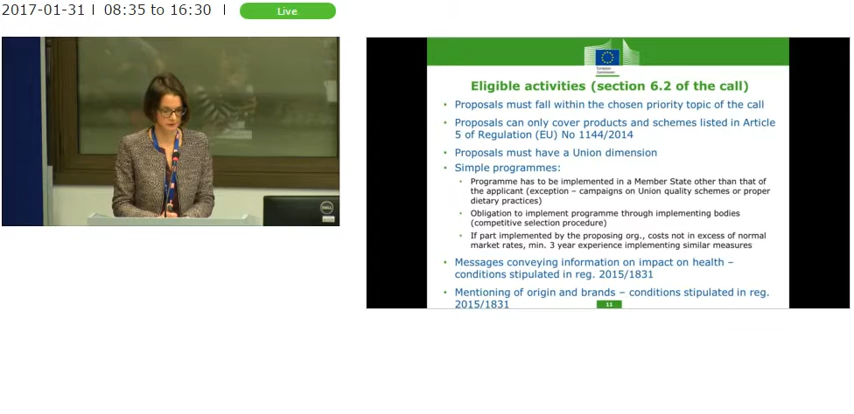 2017-01-31 | 08:35 to 16:30 |
Live
DELL
European
Commission
Eligible activities (section 6.2 of the call)
• Proposals must fall within the chosen priority topic of the call
• Proposals can only cover products and schemes listed in Article
5 of Regulation (EU) No 1144/2014
• Proposals must have a Union dimension
• Simple programmes:
• Programme has to be implemented in a Member State other than that of
the applicant (exception – campaigns on Union quality schemes or proper
dietary practices)
• Obligation to implement programme through implementing bodies
(competitive selection procedure)
• If part implemented by the proposing org., costs not in excess of normal
market rates, min. 3 year experience implementing similar measures
• Messages conveying information on impact on health –
conditions stipulated in reg. 2015/1831
• Mentioning of origin and brands – conditions stipulated in reg.
2015/1831
11